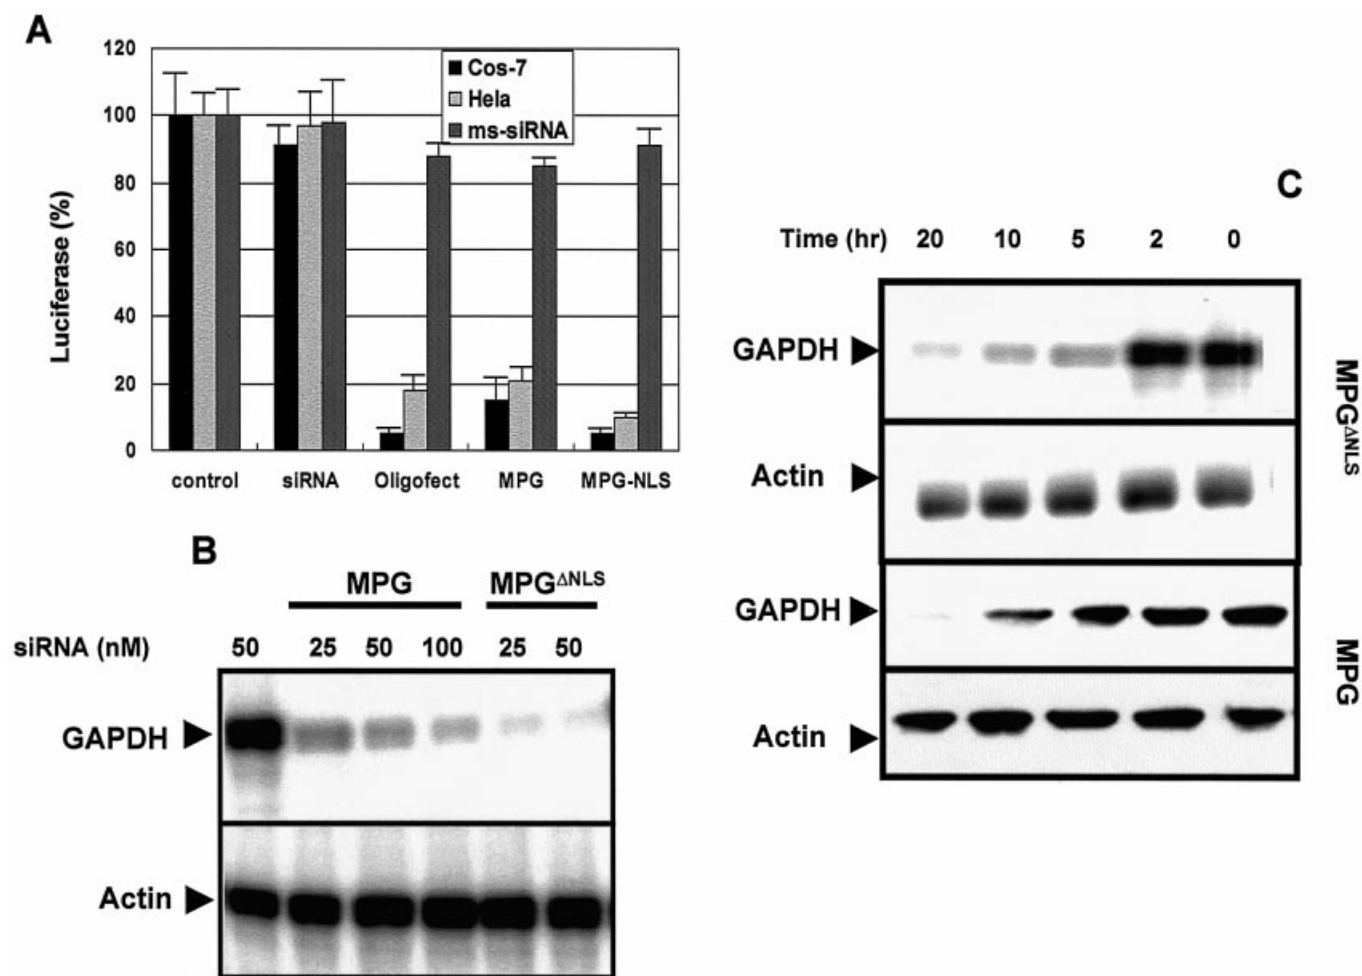 A
120
100
80
60
40
20
0
Luciferase (%)
Cos-7
Hela
ms-siRNA
control siRNA Oligofect MPG MPG-NLS
B
MPG MPGΔNLS
siRNA (nM) 50 25 50 100 25 50
GAPDH
Actin
C
Time (hr) 20 10 5 2 0
GAPDH
Actin
MPGΔNLS
GAPDH
Actin
MPG